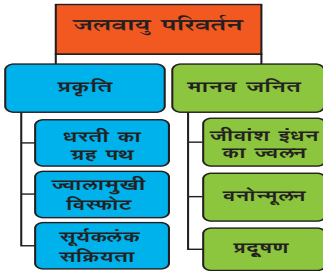 जलवायु परिवर्तन
प्रकृति
धरती का
ग्रह पथ
ज्वालामुखी
विस्फोट
सूर्यकलंक
सक्रियता
मानव जनित
जीवांश इंधन
का ज्वलन
वनोन्मूलन
प्रदूषण